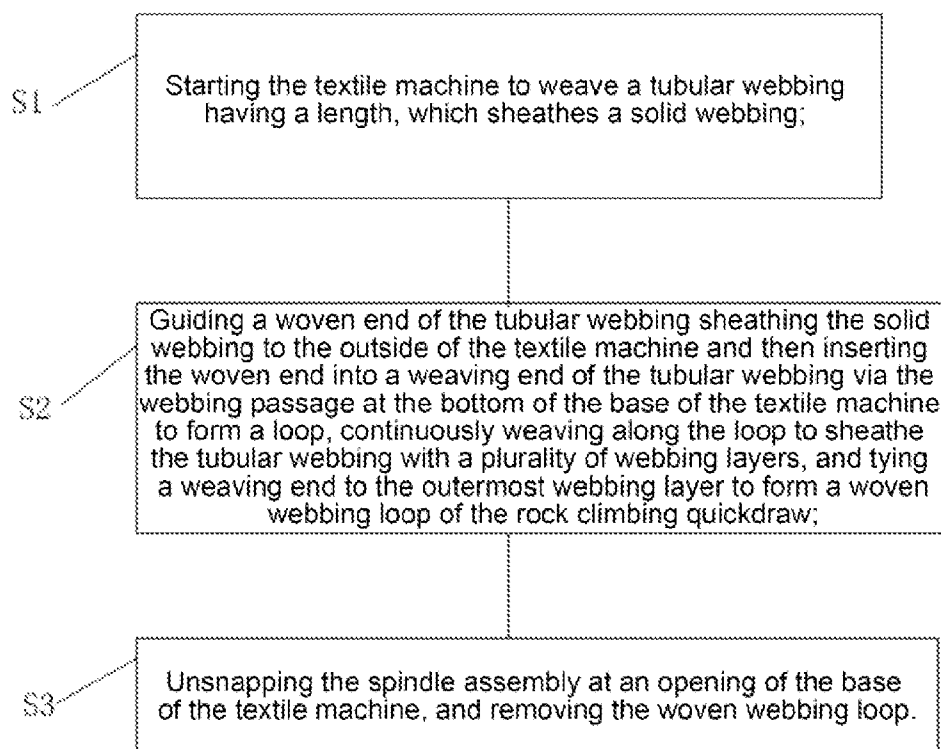 S1
Starting the textile machine to weave a tubular webbing
having a length, which sheathes a solid webbing;
S2
Guiding a woven end of the tubular webbing sheathing the solid
webbing to the outside of the textile machine and then inserting
the woven end into a weaving end of the tubular webbing via the
webbing passage at the bottom of the base of the textile machine
to form a loop, continuously weaving along the loop to sheathe
the tubular webbing with a plurality of webbing layers, and tying
a weaving end to the outermost webbing layer to form a woven
webbing loop of the rock climbing quickdraw;
S3
Unsnapping the spindle assembly at an opening of the base
of the textile machine, and removing the woven webbing loop.